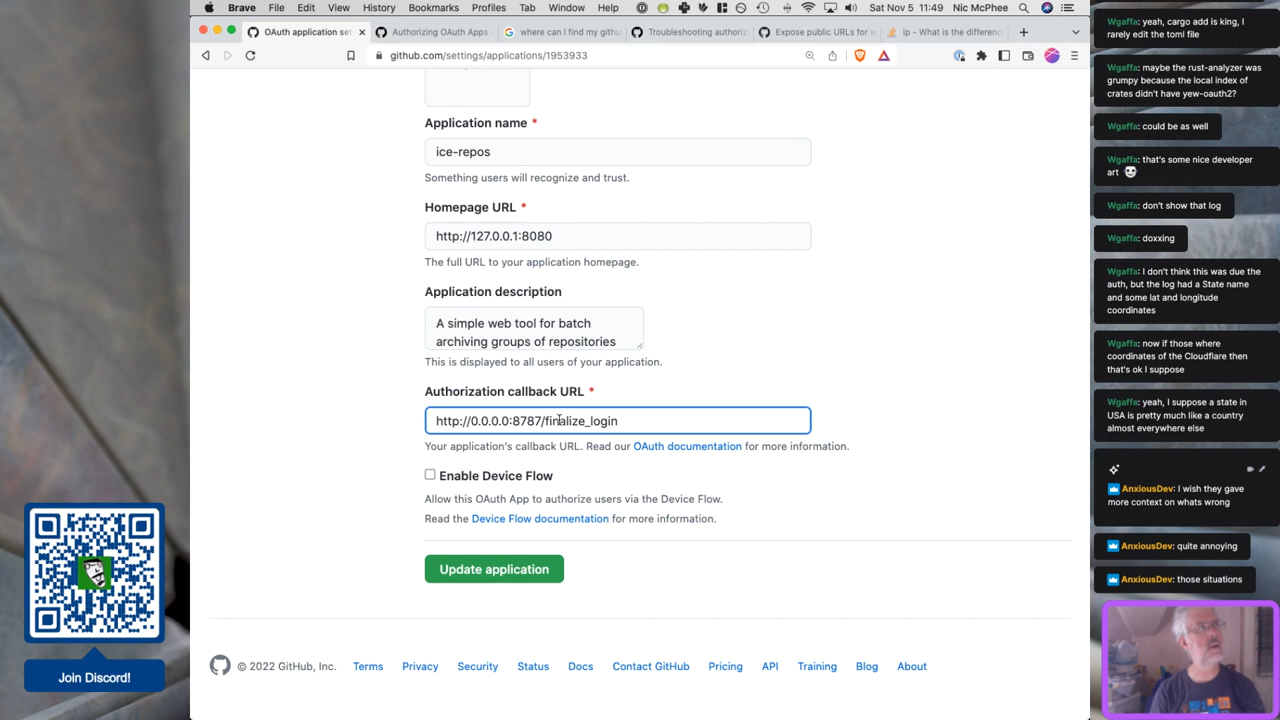 Brave File Edit View History Bookmarks Profiles Tab Window Help Sat Nov 5 11:49 Nic McPhee
OAuth application set
Authorizing OAuth Apps
where can I find my gith
Troubleshooting authoriz
Expose public URLs for w
ip - What is the differenc
github.com/settings/applications/1953933
Application name *
ice-repos
Something users will recognize and trust.
Homepage URL *
http://127.0.0.1:8080
The full URL to your application homepage.
Application description
A simple web tool for batch
archiving groups of repositories
This is displayed to all users of your application.
Authorization callback URL *
http://0.0.0.0:8787/finalize_login
Your application's callback URL. Read our OAuth documentation for more information.
Enable Device Flow
Allow this OAuth App to authorize users via the Device Flow.
Read the Device Flow documentation for more information.
Update application
© 2022 GitHub, Inc. Terms Privacy Security Status Docs Contact GitHub Pricing API Training Blog About
Join Discord!
Wgaffa: yeah, cargo add is king, I
rarely edit the toml file
Wgaffa: maybe the rust-analyzer was
grumpy because the local index of
crates didn't have yew-oauth2?
Wgaffa: could be as well
Wgaffa: that's some nice developer
art
Wgaffa: don't show that log
Wgaffa: doxxing
Wgaffa: I don't think this was due the
auth, but the log had a State name
and some lat and longitude
coordinates
Wgaffa: now if those where
coordinates of the Cloudflare then
that's ok I suppose
Wgaffa: yeah, I suppose a state in
USA is pretty much like a country
almost everywhere else
AnxiousDev: I wish they gave
more context on whats wrong
AnxiousDev: quite annoying
AnxiousDev: those situations